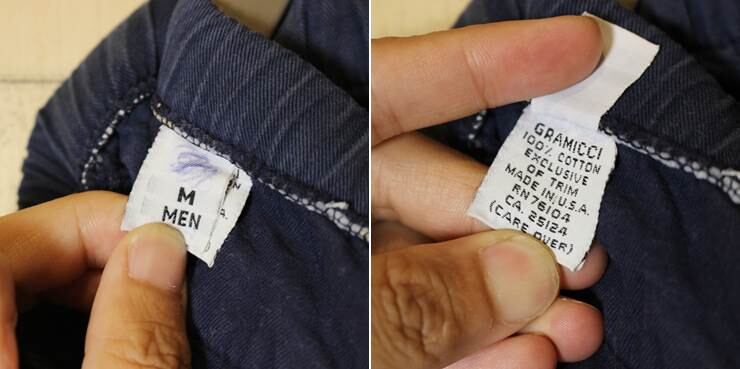 M
MEN
GRAMICCI
100% COTTON
EXCLUSIVE
OF TRIM
MADE IN U.S.A.
RN 76104
CA. 25124
(CARE OVER)